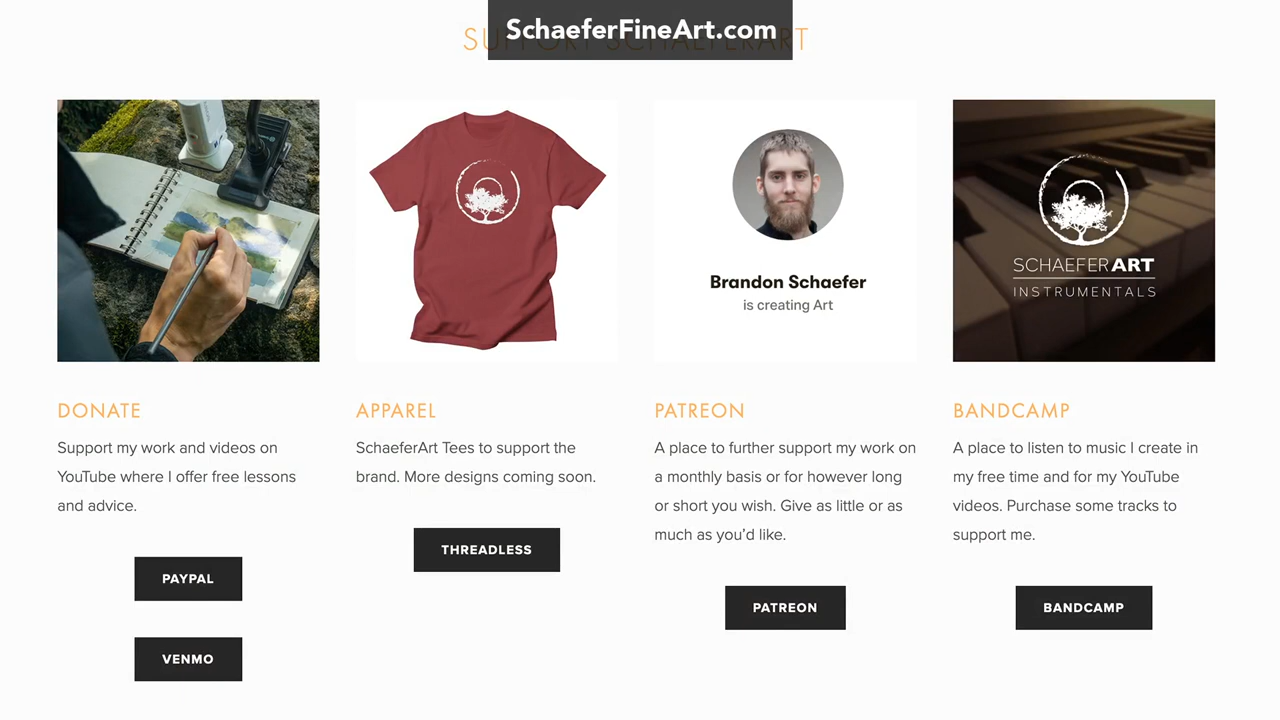 SchaeferFineArt.com
SUPPORT SCHAEFERART
SCHAEFERART
INSTRUMENTALS
Brandon Schaefer
is creating Art
DONATE
Support my work and videos on
YouTube where I offer free lessons
and advice.
PAYPAL
VENMO
APPAREL
SchaeferArt Tees to support the
brand. More designs coming soon.
THREADLESS
PATREON
A place to further support my work on
a monthly basis or for however long
or short you wish. Give as little or as
much as you'd like.
PATREON
BANDCAMP
A place to listen to music I create in
my free time and for my YouTube
videos. Purchase some tracks to
support me.
BANDCAMP